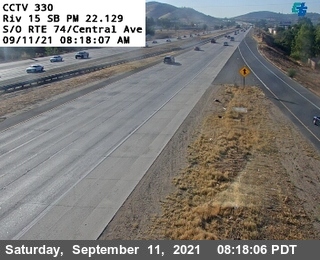 CCTV 330
Riv 15 SB PM 22.129
S/O RTE 74/Central Ave
09/11/21 08:18:07 AM
Saturday, September 11, 2021 08:18:06 PDT